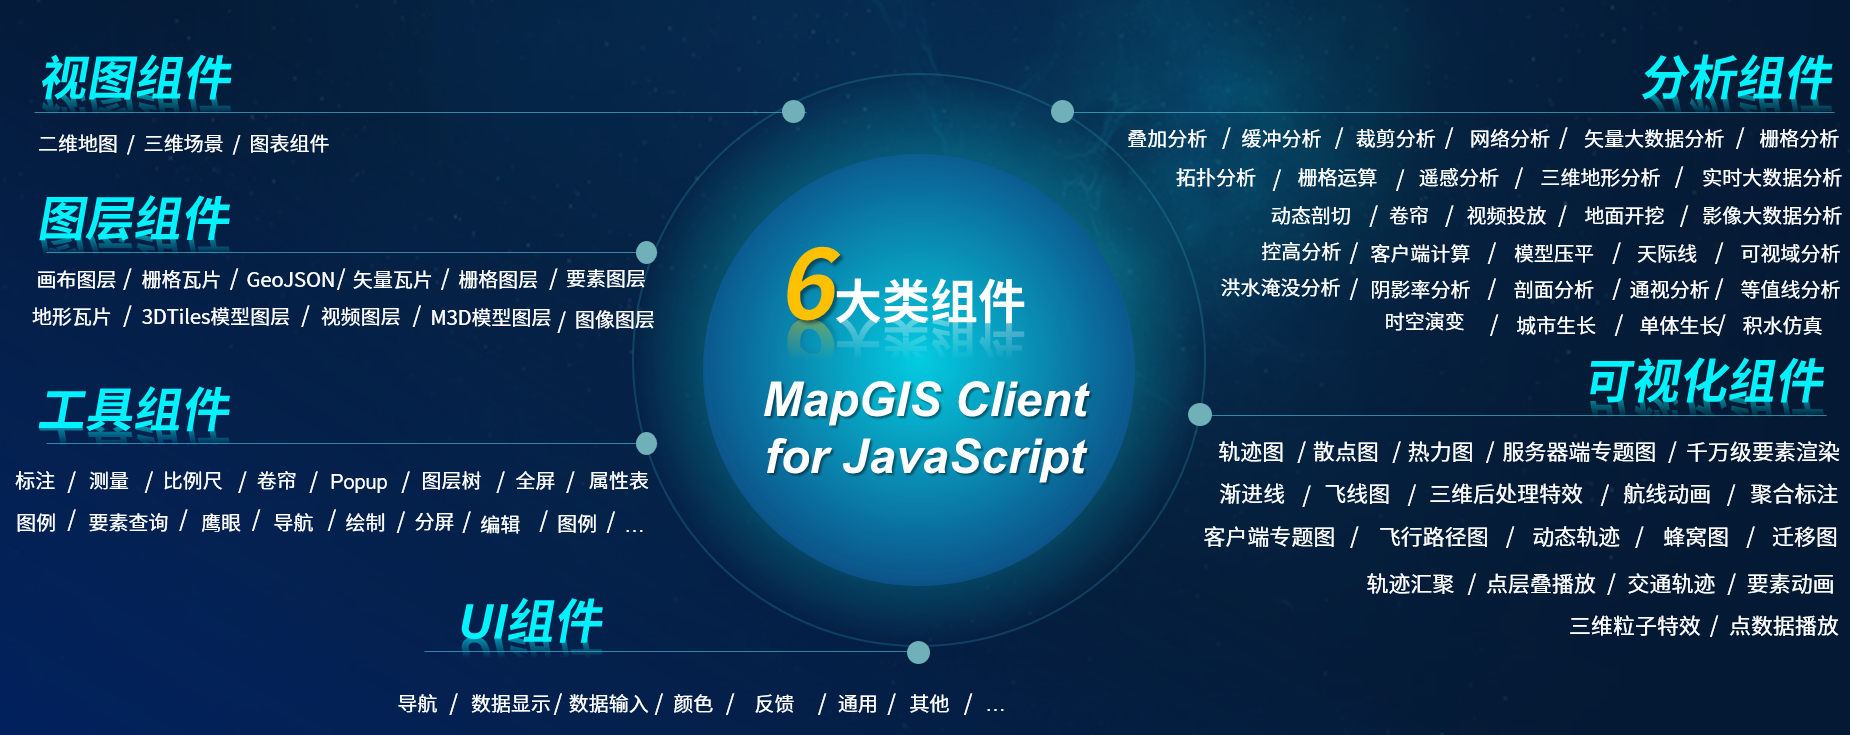 视图组件
二维地图 / 三维场景 / 图表组件
图层组件
画布图层 / 栅格瓦片 / GeoJSON / 矢量瓦片 / 栅格图层 / 要素图层
地形瓦片 / 3DTiles模型图层 / 视频图层 / M3D模型图层 / 图像图层
工具组件
标注 / 测量 / 比例尺 / 卷帘 / Popup / 图层树 / 全屏 / 属性表
图例 / 要素查询 / 鹰眼 / 导航 / 绘制 / 分屏 / 编辑 / 图例 / ...
UI组件
导航 / 数据显示 / 数据输入 / 颜色 / 反馈 / 通用 / 其他 / ...
6大类组件
MapGIS Client
for JavaScript
分析组件
叠加分析 / 缓冲分析 / 裁剪分析 / 网络分析 / 矢量大数据分析 / 栅格分析
拓扑分析 / 栅格运算 / 遥感分析 / 三维地形分析 / 实时大数据分析
动态剖切 / 卷帘 / 视频投放 / 地面开挖 / 影像大数据分析
控高分析 / 客户端计算 / 模型压平 / 天际线 / 可视域分析
洪水淹没分析 / 阴影率分析 / 剖面分析 / 通视分析 / 等值线分析
时空演变 / 城市生长 / 单体生长 / 积水仿真
可视化组件
轨迹图 / 散点图 / 热力图 / 服务器端专题图 / 千万级要素渲染
渐进线 / 飞线图 / 三维后处理特效 / 航线动画 / 聚合标注
客户端专题图 / 飞行路径图 / 动态轨迹 / 蜂窝图 / 迁移图
轨迹汇聚 / 点层叠播放 / 交通轨迹 / 要素动画
三维粒子特效 / 点数据播放